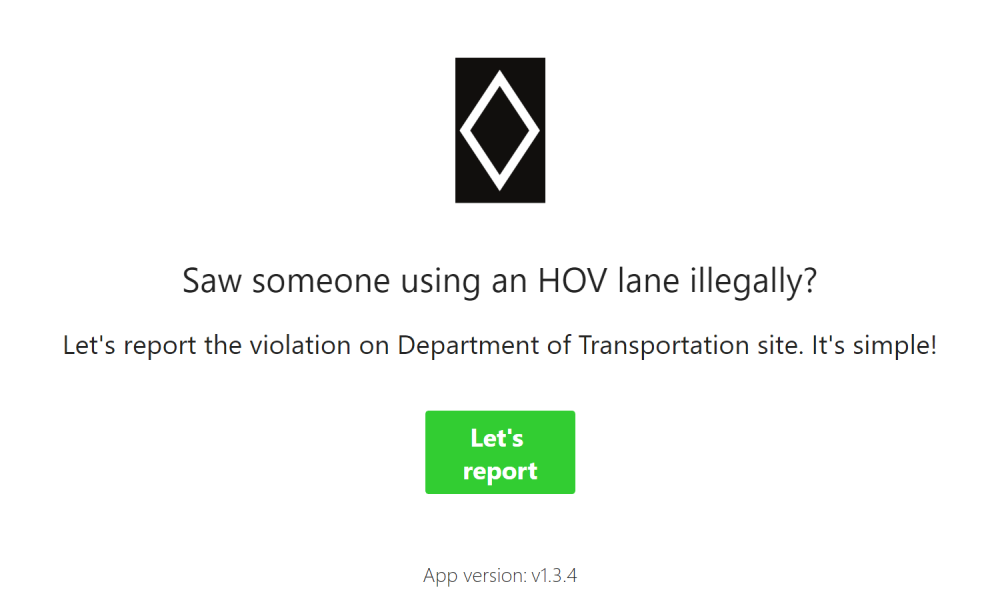 Saw someone using an HOV lane illegally?
Let's report the violation on Department of Transportation site. It's simple!
Let's
report
App version: v1.3.4